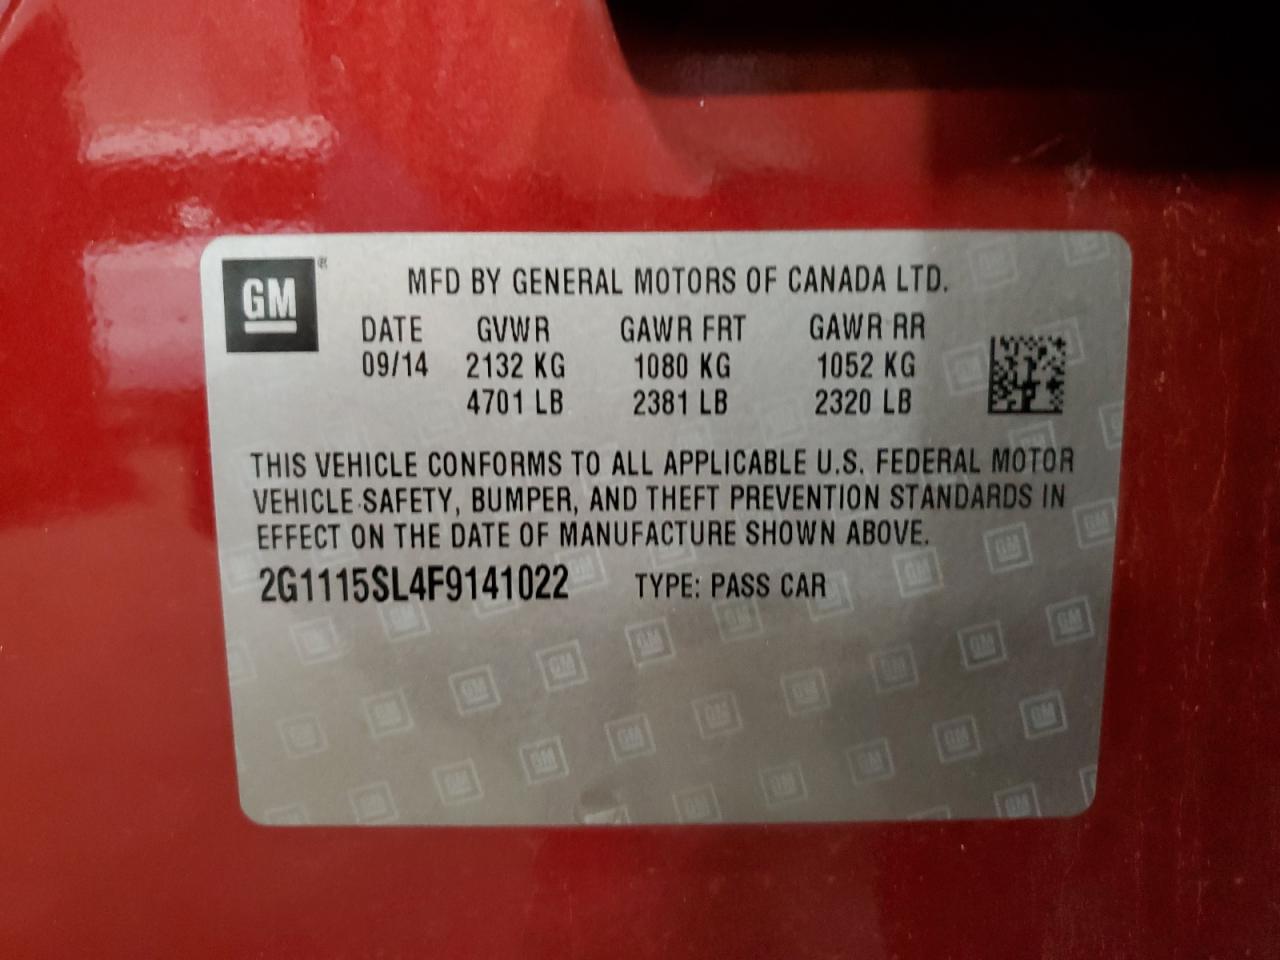 GM®
MFD BY GENERAL MOTORS OF CANADA LTD.
DATE GVWR GAWR FRT GAWR RR
09/14 2132 KG 1080 KG 1052 KG
4701 LB 2381 LB 2320 LB
THIS VEHICLE CONFORMS TO ALL APPLICABLE U.S. FEDERAL MOTOR
VEHICLE SAFETY, BUMPER, AND THEFT PREVENTION STANDARDS IN
EFFECT ON THE DATE OF MANUFACTURE SHOWN ABOVE.
2G1115SL4F9141022 TYPE: PASS CAR